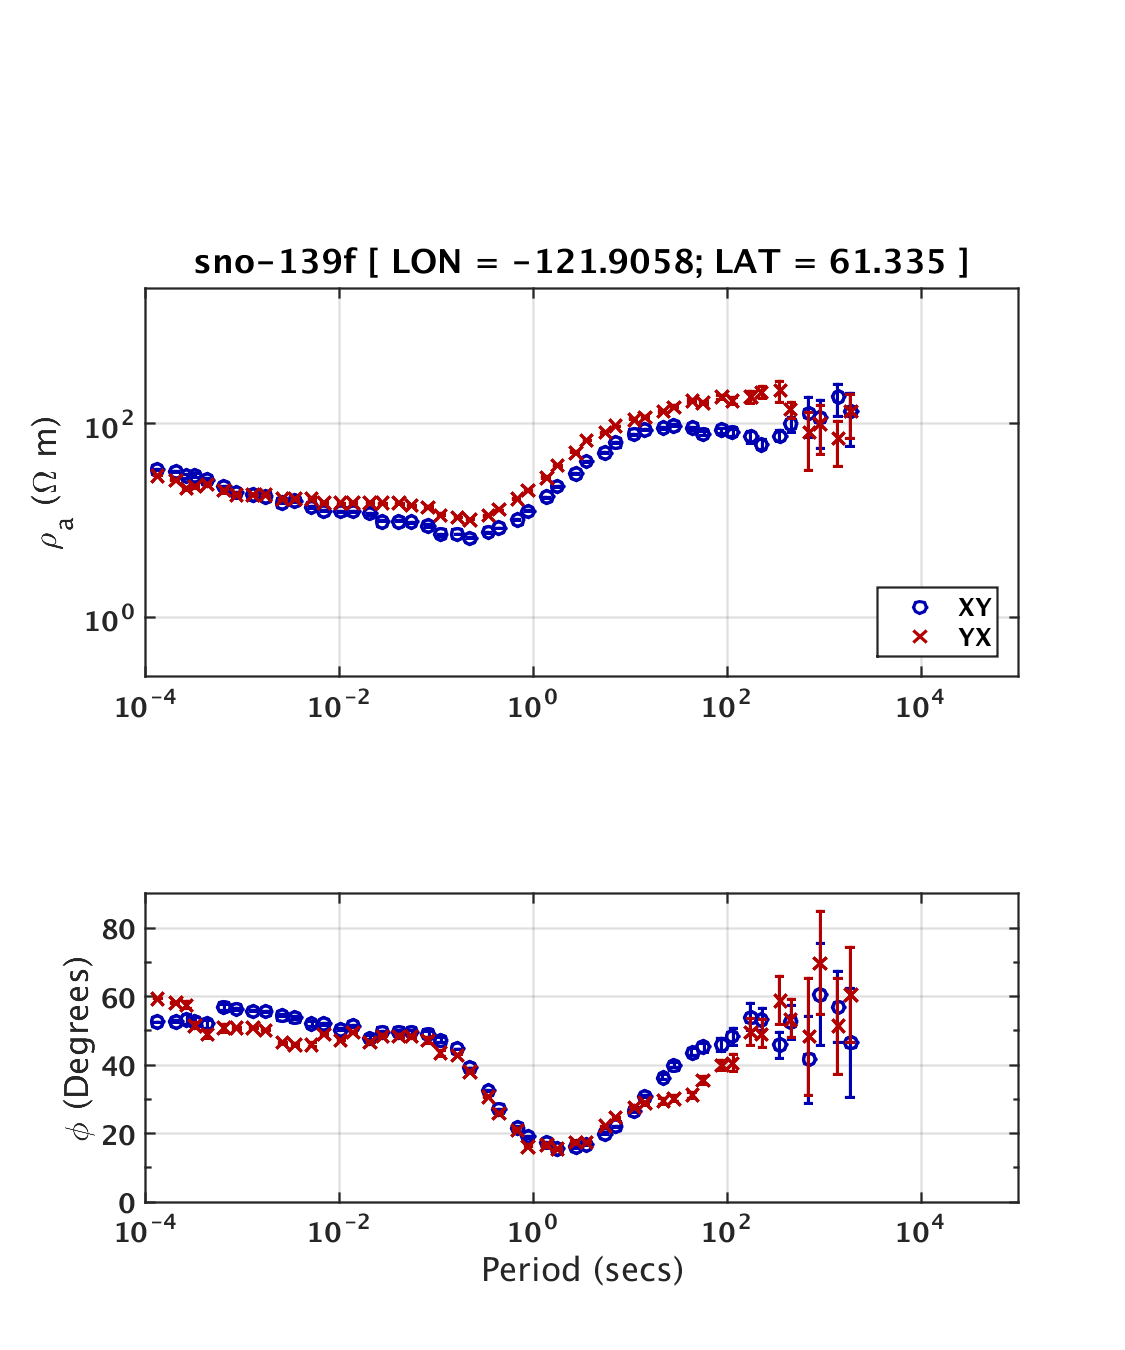 sno-139f [ LON = -121.9058; LAT = 61.335 ]
ρa (Ω m)
10^2
10^0
XY
YX
10^-4 10^-2 10^0 10^2 10^4
ϕ (Degrees)
80
60
40
20
0
10^-4 10^-2 10^0 10^2 10^4
Period (secs)